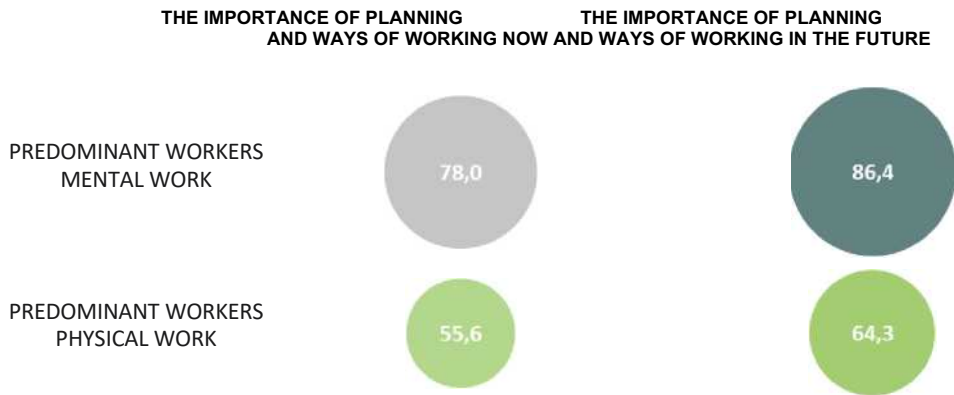 THE IMPORTANCE OF PLANNING
AND WAYS OF WORKING NOW
THE IMPORTANCE OF PLANNING
AND WAYS OF WORKING IN THE FUTURE
PREDOMINANT WORKERS
MENTAL WORK
78,0
86,4
PREDOMINANT WORKERS
PHYSICAL WORK
55,6
64,3